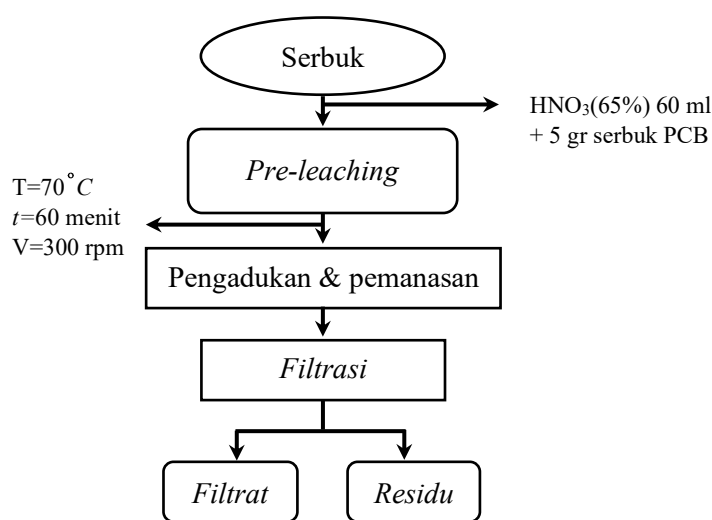 Serbuk
HNO₃(65%) 60 ml
+ 5 gr serbuk PCB
Pre-leaching
T=70°C
t=60 menit
V=300 rpm
Pengadukan & pemanasan
Filtrasi
Filtrat
Residu